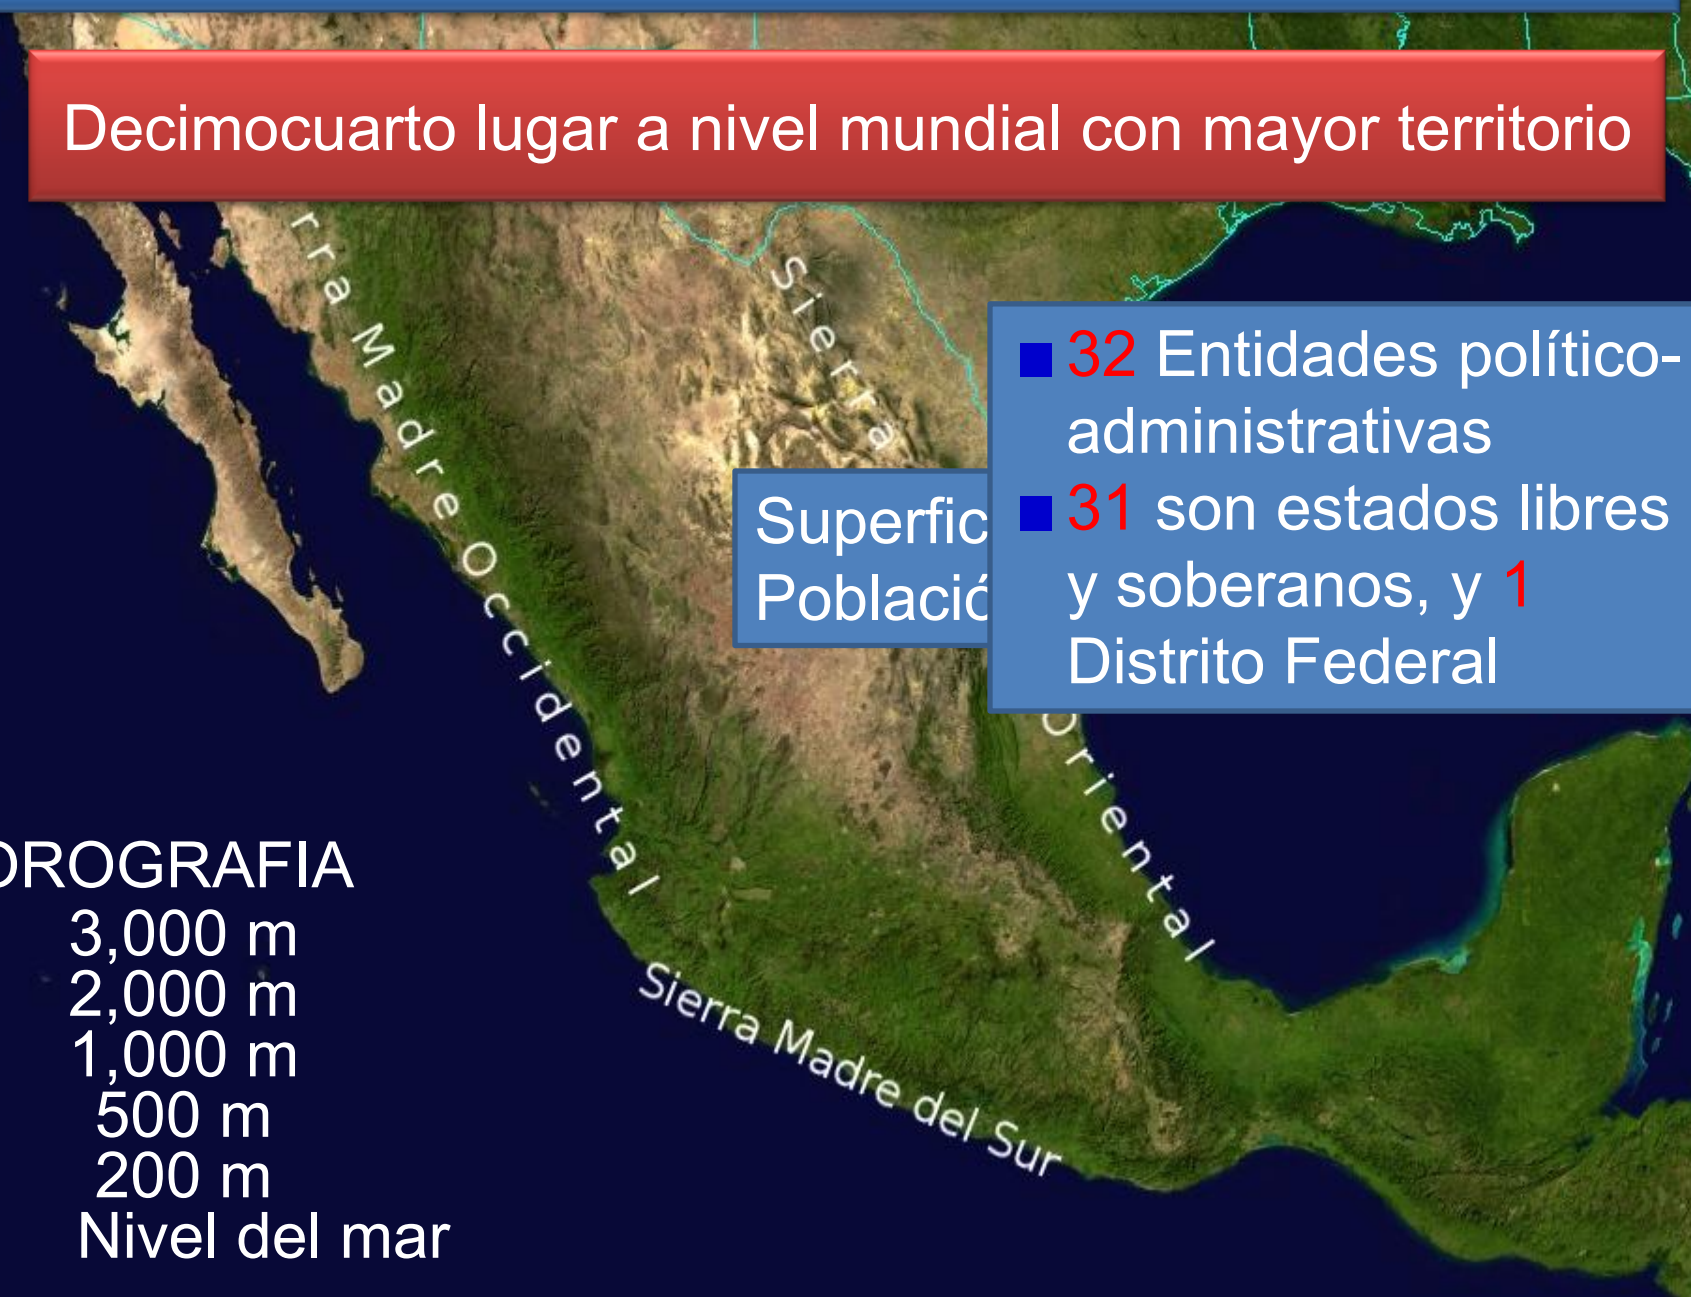 Decimocuarto lugar a nivel mundial con mayor territorio
rra Madre Occidental
Sierra
Oriental
32 Entidades político-
administrativas
31 son estados libres
y soberanos, y 1
Distrito Federal
Superfic
Població
OROGRAFIA
3,000 m
2,000 m
1,000 m
500 m
200 m
Nivel del mar
Sierra Madre del Sur